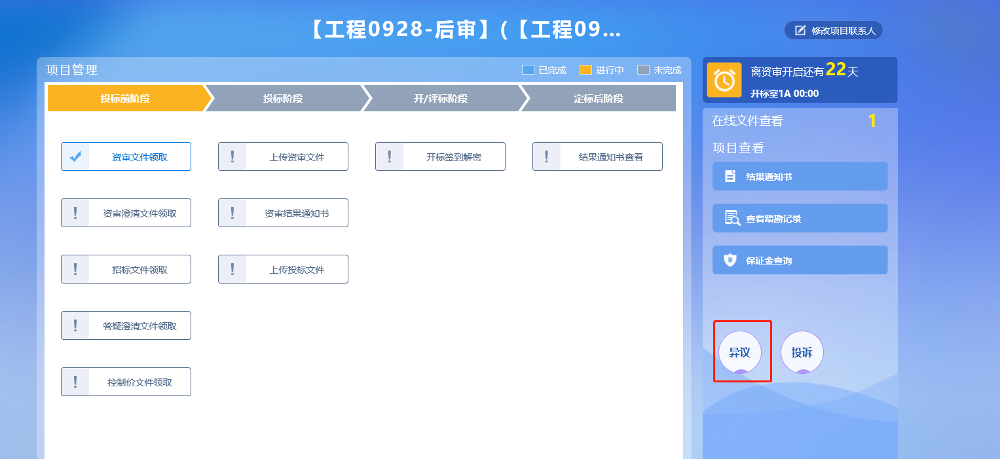 【工程0928-后审】(【工程09...
修改项目联系人
项目管理
已完成
进行中
未完成
投标前阶段
投标阶段
开/评标阶段
定标后阶段
资审文件领取
上传资审文件
开标签到解密
结果通知书查看
资审澄清文件领取
资审结果通知书
招标文件领取
上传投标文件
答疑澄清文件领取
控制价文件领取
离资审开启还有22天
开标室1A 00:00
在线文件查看
1
项目查看
结果通知书
查看踏勘记录
保证金查询
异议
投诉